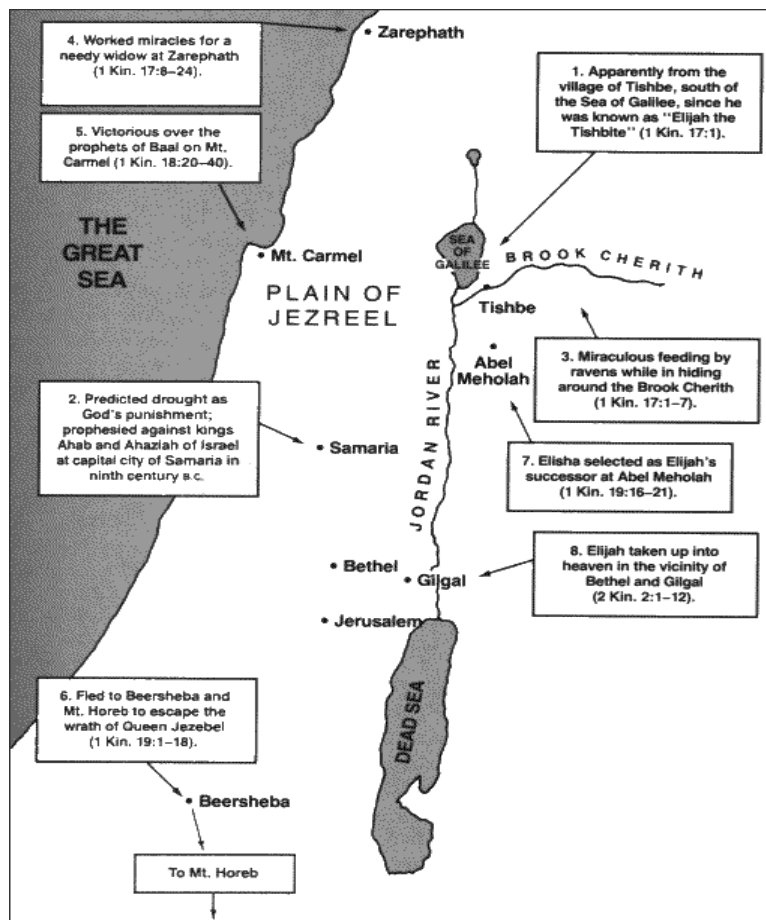 4. Worked miracles for a
needy widow at Zarephath
(1 Kin. 17:8–24).
Zarephath
1. Apparently from the
village of Tishbe, south of
the Sea of Galilee, since he
was known as "Elijah the
Tishbite" (1 Kin. 17:1).
5. Victorious over the
prophets of Baal on Mt.
Carmel (1 Kin. 18:20–40).
THE
GREAT
SEA
Mt. Carmel
SEA
OF
GALILEE
BROOK CHERITH
PLAIN OF
JEZREEL
Tishbe
Abel
Meholah
3. Miraculous feeding by
ravens while in hiding
around the Brook Cherith
(1 Kin. 17:1–7).
2. Predicted drought as
God's punishment;
prophesied against kings
Ahab and Ahaziah of Israel
at capital city of Samaria in
ninth century B.C.
Samaria
JORDAN RIVER
7. Elisha selected as Elijah's
successor at Abel Meholah
(1 Kin. 19:16–21).
Bethel
Gilgal
8. Elijah taken up into
heaven in the vicinity of
Bethel and Gilgal
(2 Kin. 2:1–12).
Jerusalem
6. Fled to Beersheba and
Mt. Horeb to escape the
wrath of Queen Jezebel
(1 Kin. 19:1–18).
DEAD SEA
Beersheba
To Mt. Horeb